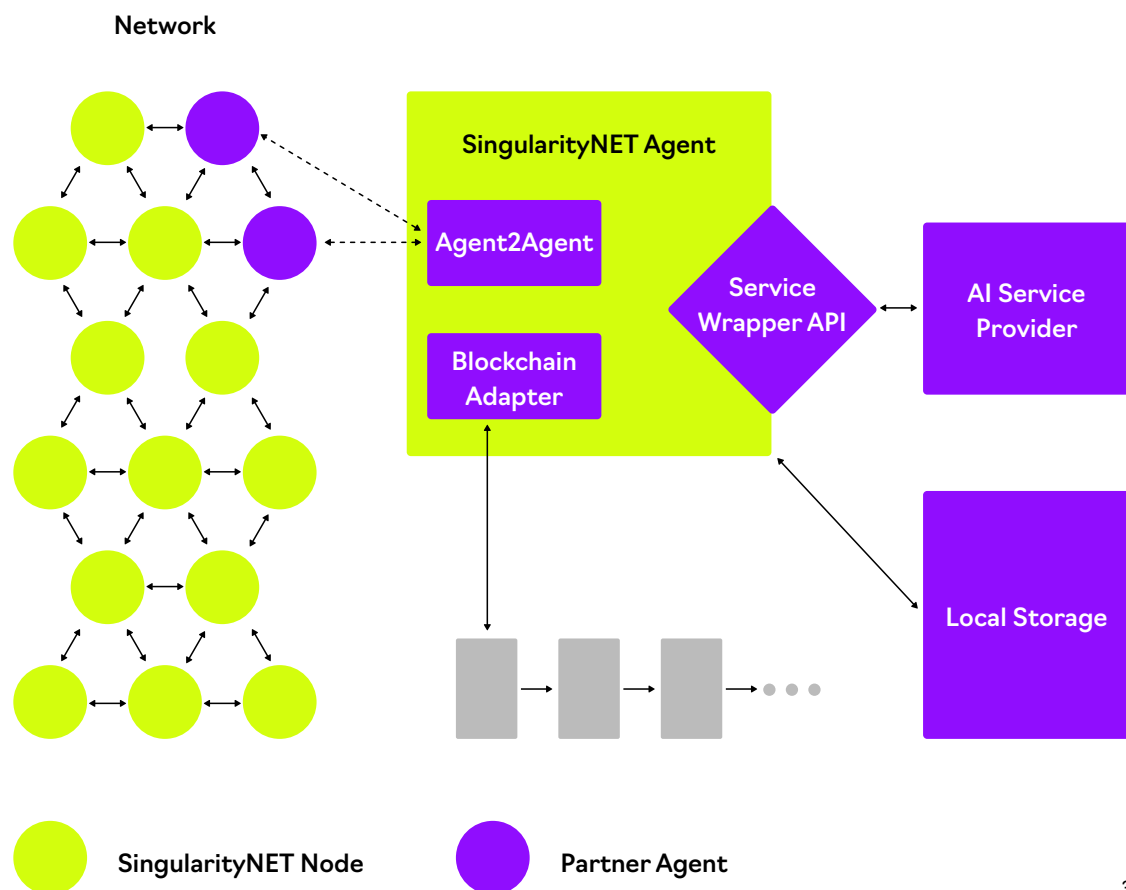 Network
SingularityNET Agent
Agent2Agent
Service
Wrapper API
AI Service
Provider
Blockchain
Adapter
Local Storage
SingularityNET Node
Partner Agent